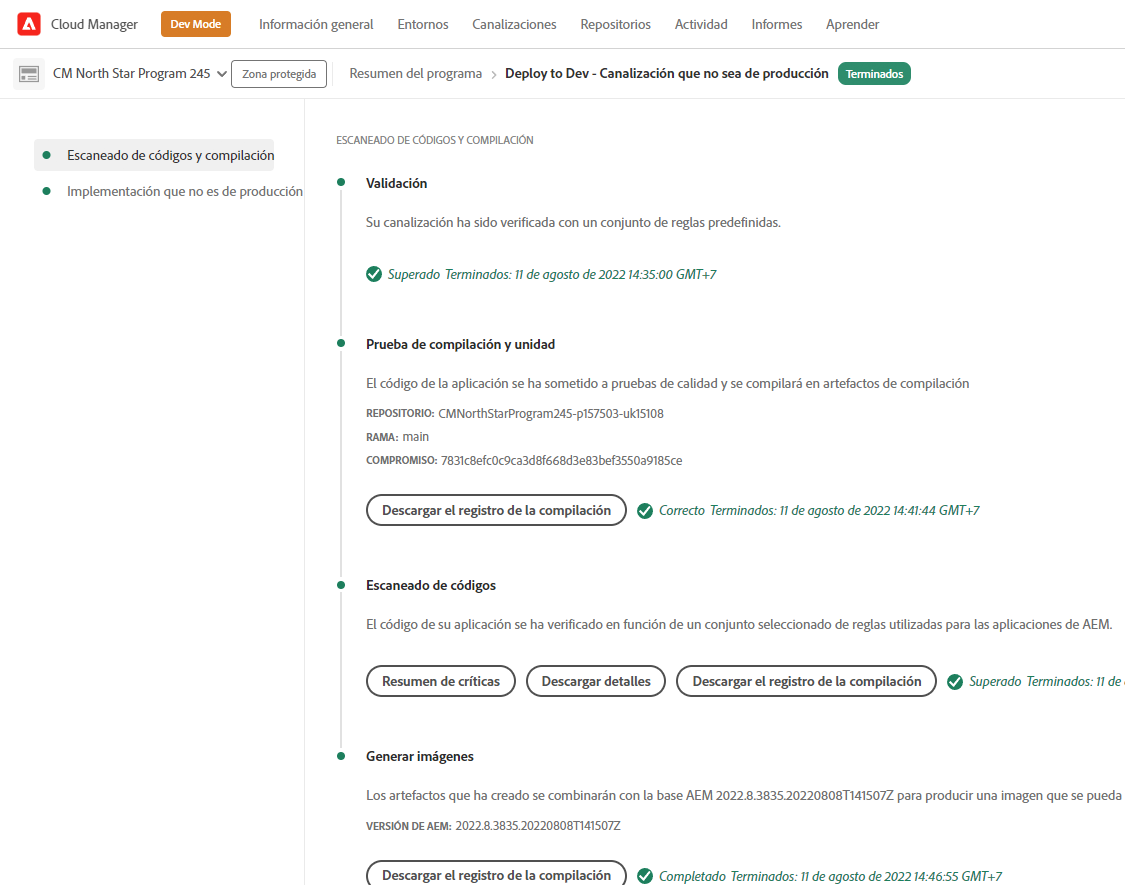 Cloud Manager Dev Mode Información general Entornos Canalizaciones Repositorios Actividad Informes Aprender
CM North Star Program 245 Zona protegida Resumen del programa > Deploy to Dev - Canalización que no sea de producción Terminados
Escaneado de códigos y compilación
Implementación que no es de producción
ESCANEADO DE CÓDIGOS Y COMPILACIÓN
Validación
Su canalización ha sido verificada con un conjunto de reglas predefinidas.
Superado Terminados: 11 de agosto de 2022 14:35:00 GMT+7
Prueba de compilación y unidad
El código de la aplicación se ha sometido a pruebas de calidad y se compilará en artefactos de compilación
REPOSITORIO: CMNorthStarProgram245-p157503-uk15108
RAMA: main
COMPROMISO: 7831c8efc0c9ca3d8f668d3e83bef3550a9185ce
Descargar el registro de la compilación Correcto Terminados: 11 de agosto de 2022 14:41:44 GMT+7
Escaneado de códigos
El código de su aplicación se ha verificado en función de un conjunto seleccionado de reglas utilizadas para las aplicaciones de AEM.
Resumen de críticas Descargar detalles Descargar el registro de la compilación Superado Terminados: 11 de
Generar imágenes
Los artefactos que ha creado se combinarán con la base AEM 2022.8.3835.20220808T141507Z para producir una imagen que se pueda
VERSIÓN DE AEM: 2022.8.3835.20220808T141507Z
Descargar el registro de la compilación Completado Terminados: 11 de agosto de 2022 14:46:55 GMT+7